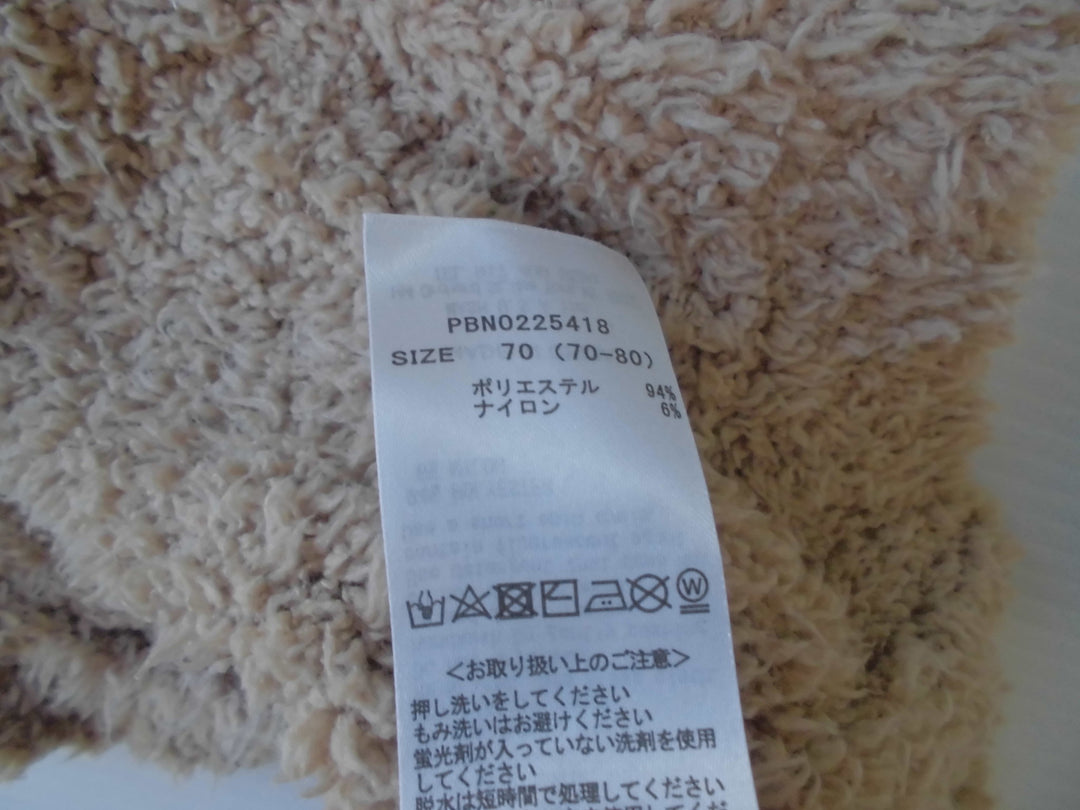 PBN0225418
SIZE 70 (70-80)
ポリエステル 94%
ナイロン 6%
W
<お取り扱い上のご注意>
押し洗いをしてください
もみ洗いはお避けください
蛍光剤が入っていない洗剤を使用
してください
脱水は短時間で処理してください